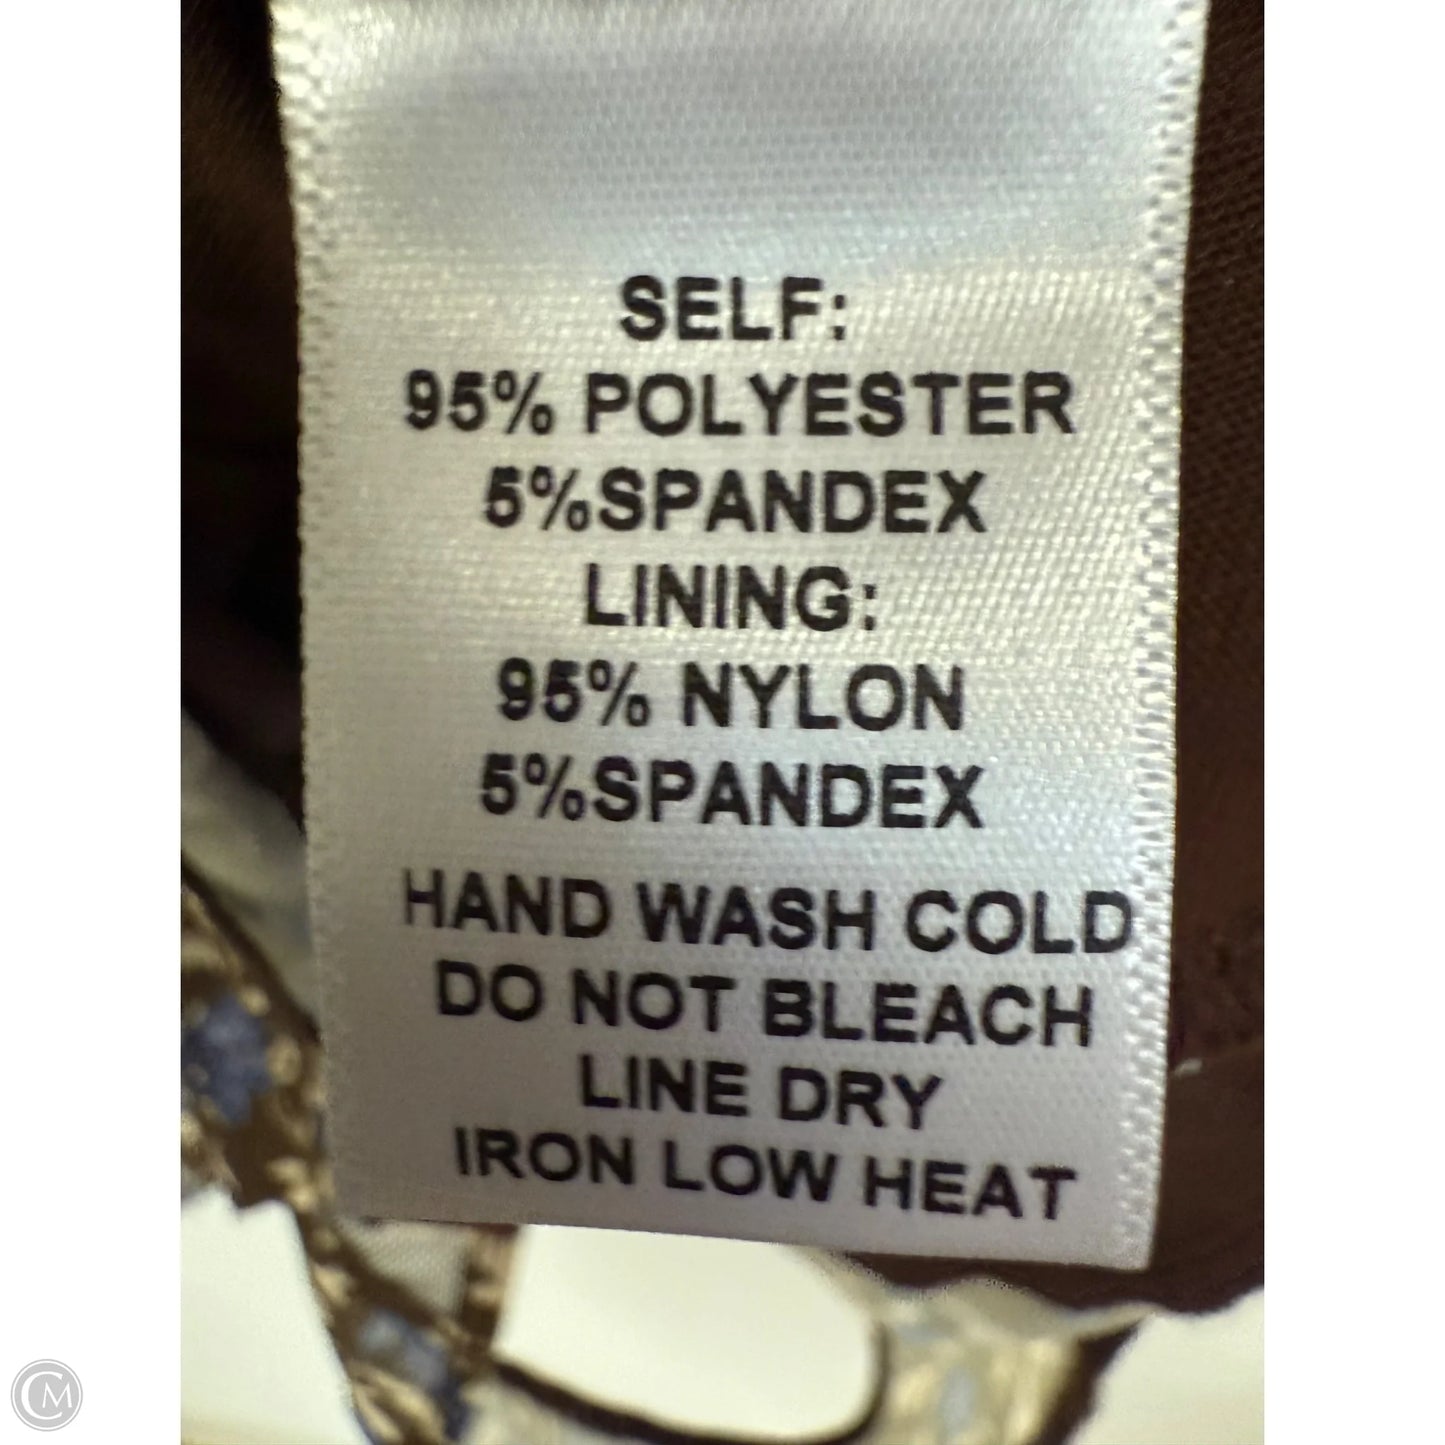 SELF:
95% POLYESTER
5%SPANDEX
LINING:
95% NYLON
5%SPANDEX
HAND WASH COLD
DO NOT BLEACH
LINE DRY
IRON LOW HEAT
CM